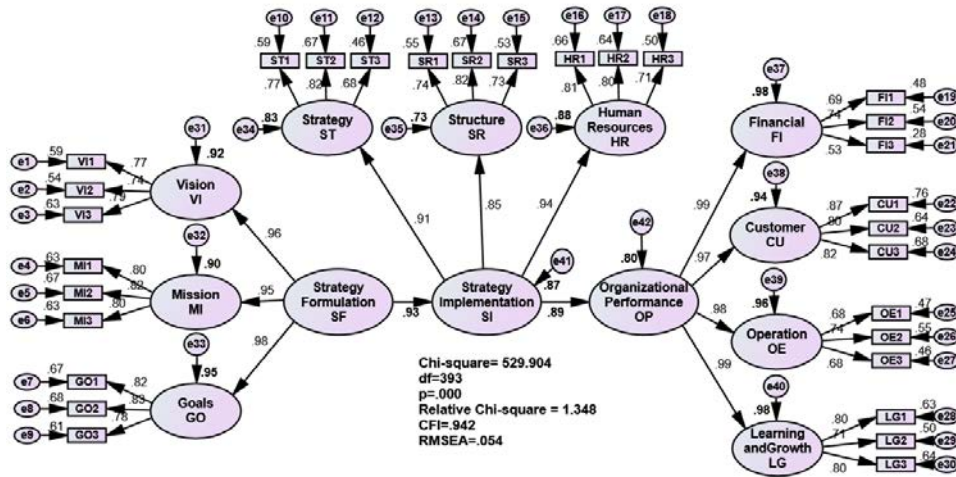 e10 e11 e12 e13 e14 e15 e16 e17 e18
.59 .67 .46 .55 .67 .53 .66 .64 .50
ST1 ST2 ST3 SR1 SR2 SR3 HR1 HR2 HR3
.77 .82 .68 .74 .82 .73 .81 .80 .71
e34 .83 Strategy
ST
e35 .73 Structure
SR
e36 .88 Human
Resources
HR
e31
.92
e1 .59 VI1 .77
e2 .54 VI2 .74
e3 .63 VI3 .79
Vision
VI
e32
.90
e4 .63 MI1 .80
e5 .67 MI2 .82
e6 .63 MI3 .80
Mission
MI
e33
.95
e7 .67 GO1 .82
e8 .68 GO2 .83
e9 .61 GO3 .78
Goals
GO
.96
.95
.98
Strategy
Formulation
SF
.93
.91
.85
.94
e41
.87
Strategy
Implementation
SI
.89
e42
.80
Organizational
Performance
OP
.99
.97
.98
.99
e37
.98
Financial
FI
.69 FI1 .48 e19
.74 FI2 .54 e20
.53 FI3 .28 e21
e38
.94
Customer
CU
.87 CU1 .76 e22
.80 CU2 .64 e23
.82 CU3 .68 e24
e39
.96
Operation
OE
.68 OE1 .47 e25
.74 OE2 .55 e26
.68 OE3 .46 e27
e40
.98
Learning
andGrowth
LG
.80 LG1 .63 e28
.71 LG2 .50 e29
.80 LG3 .64 e30
Chi-square= 529.904
df=393
p=.000
Relative Chi-square = 1.348
CFI=.942
RMSEA=.054